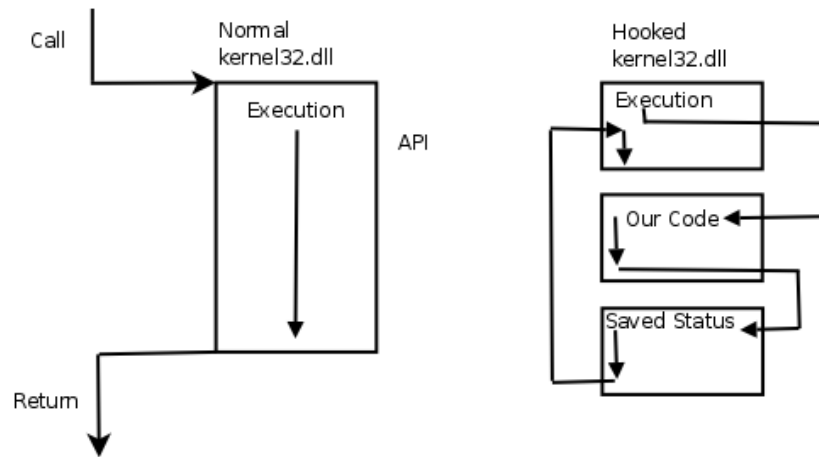 Call
Normal
kernel32.dll
Execution
API
Return
Hooked
kernel32.dll
Execution
Our Code
Saved Status